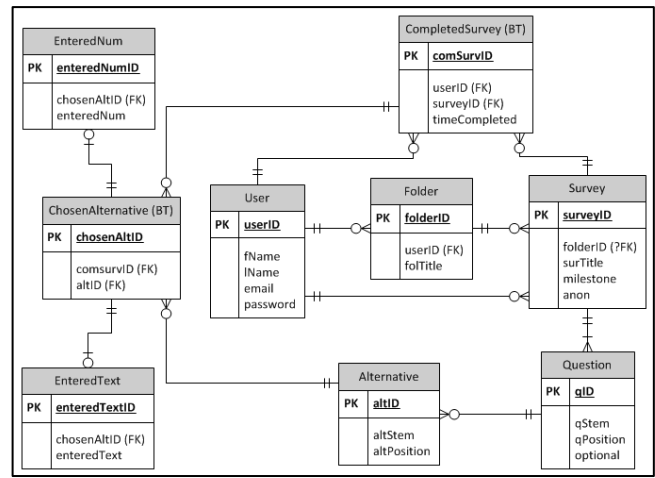 EnteredNum
PK enteredNumID
chosenAltID (FK)
enteredNum
CompletedSurvey (BT)
PK comSurvID
userID (FK)
surveyID (FK)
timeCompleted
ChosenAlternative (BT)
PK chosenAltID
comsurvID (FK)
altID (FK)
User
PK userID
fName
lName
email
password
Folder
PK folderID
userID (FK)
folTitle
Survey
PK surveyID
folderID (?FK)
surTitle
milestone
anon
EnteredText
PK enteredTextID
chosenAltID (FK)
enteredText
Alternative
PK altID
altStem
altPosition
Question
PK qID
qStem
qPosition
optional